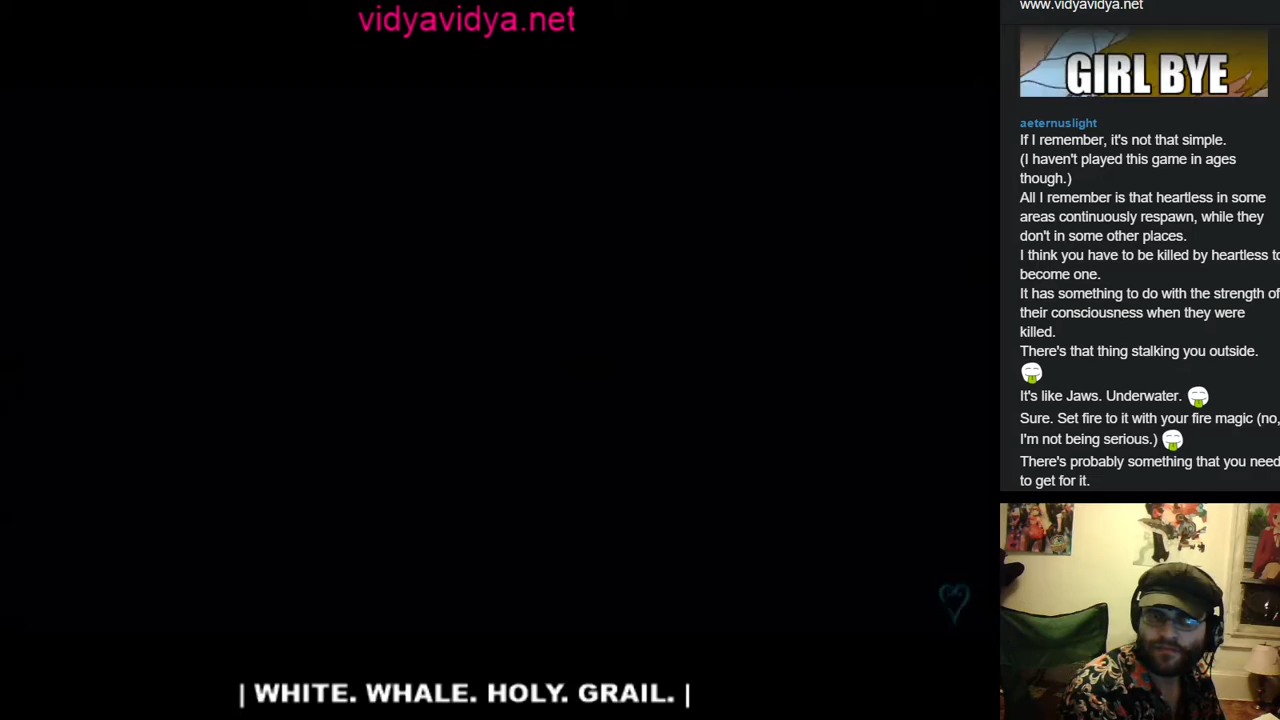 vidyavidya.net
| WHITE. WHALE. HOLY. GRAIL. |
www.vidyavidya.net
GIRL BYE
aeternuslight
If I remember, it's not that simple.
(I haven't played this game in ages
though.)
All I remember is that heartless in some
areas continuously respawn, while they
don't in some other places.
I think you have to be killed by heartless to
become one.
It has something to do with the strength of
their consciousness when they were
killed.
There's that thing stalking you outside.
It's like Jaws. Underwater.
Sure. Set fire to it with your fire magic (no,
I'm not being serious.)
There's probably something that you need
to get for it.